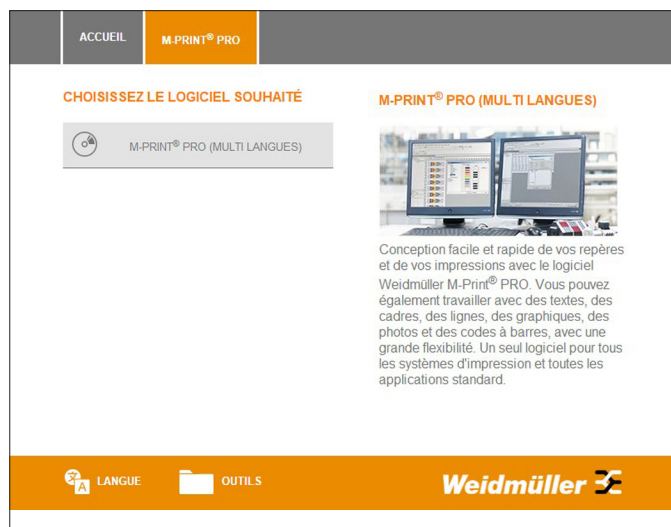 ACCUEIL
M-PRINT® PRO
CHOISISSEZ LE LOGICIEL SOUHAITÉ
M-PRINT® PRO (MULTI LANGUES)
M-PRINT® PRO (MULTI LANGUES)
Conception facile et rapide de vos repères
et de vos impressions avec le logiciel
Weidmüller M-Print® PRO. Vous pouvez
également travailler avec des textes, des
cadres, des lignes, des graphiques, des
photos et des codes à barres, avec une
grande flexibilité. Un seul logiciel pour tous
les systèmes d'impression et toutes les
applications standard.
LANGUE
OUTILS
Weidmüller